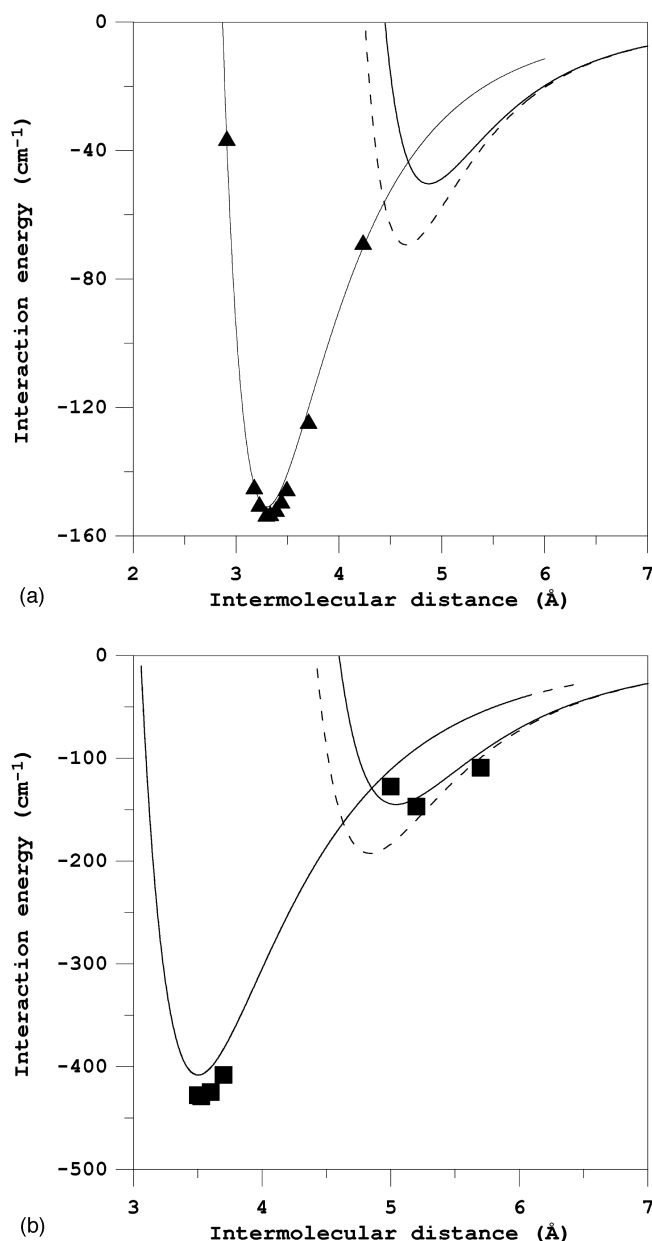 0
-40
-80
-120
-160
Interaction energy (cm⁻¹)
2 3 4 5 6 7
(a) Intermolecular distance (Å)
0
-100
-200
-300
-400
-500
Interaction energy (cm⁻¹)
3 4 5 6 7
(b) Intermolecular distance (Å)